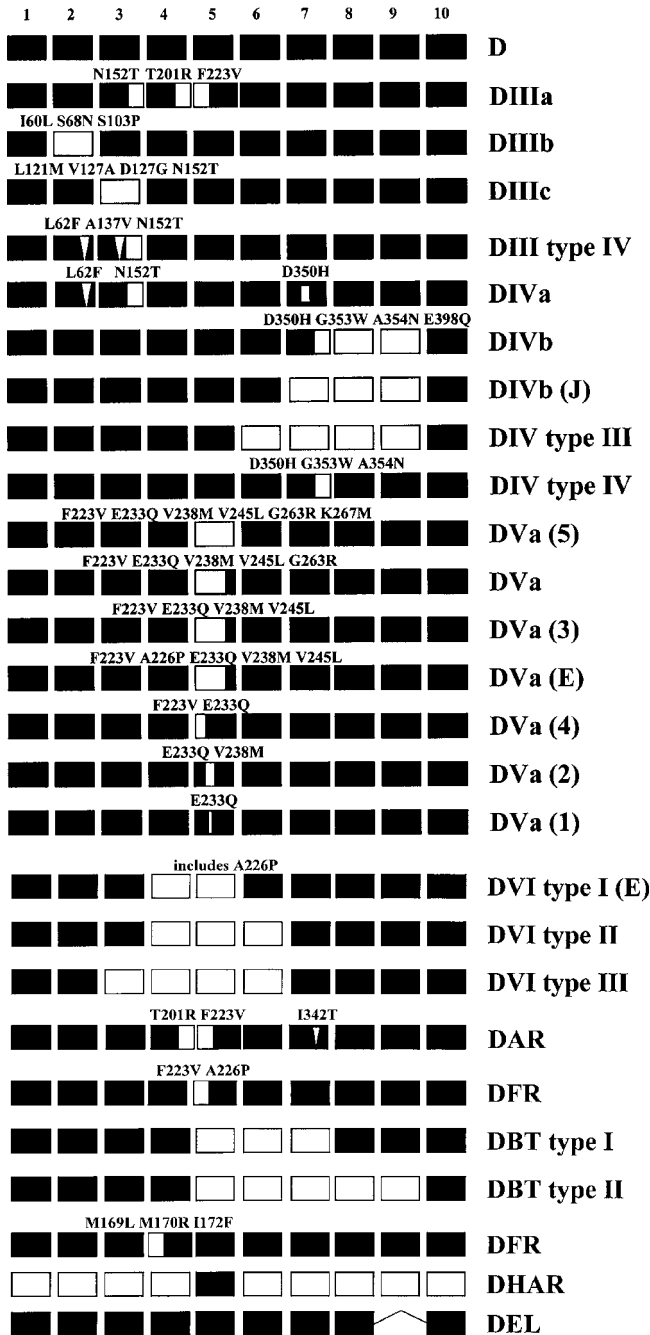 1 2 3 4 5 6 7 8 9 10
D
N152T T201R F223V
DIIIa
I60L S68N S103P
DIIIb
L121M V127A D127G N152T
DIIIc
L62F A137V N152T
DIII type IV
L62F N152T D350H
DIVa
D350H G353W A354N E398Q
DIVb
DIVb (J)
DIV type III
D350H G353W A354N
DIV type IV
F223V E233Q V238M V245L G263R K267M
DVa (5)
F223V E233Q V238M V245L G263R
DVa
F223V E233Q V238M V245L
DVa (3)
F223V A226P E233Q V238M V245L
DVa (E)
F223V E233Q
DVa (4)
E233Q V238M
DVa (2)
E233Q
DVa (1)
includes A226P
DVI type I (E)
DVI type II
DVI type III
T201R F223V I342T
DAR
F223V A226P
DFR
DBT type I
DBT type II
M169L M170R I172F
DFR
DHAR
DEL